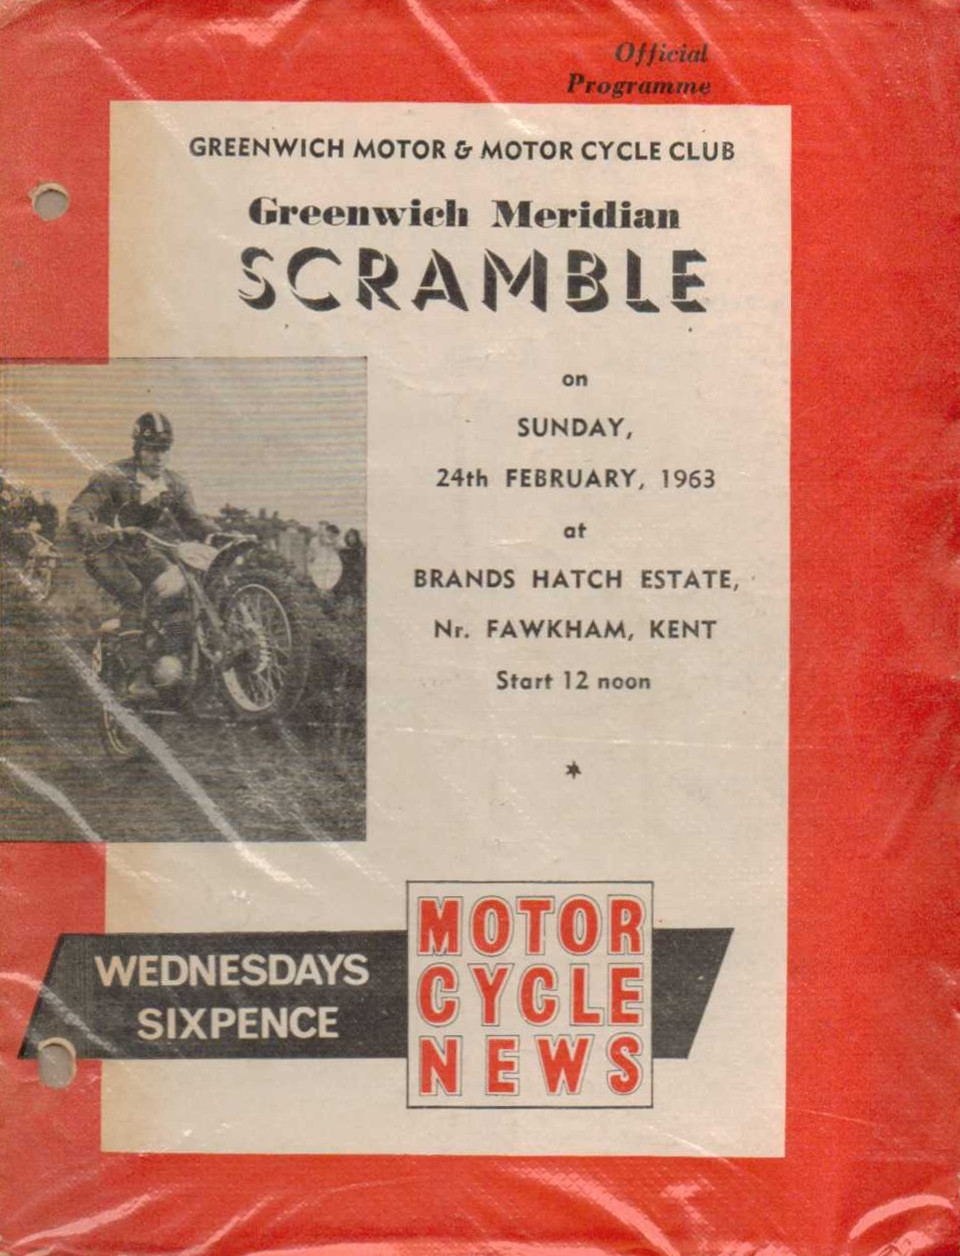 Official
Programme
GREENWICH MOTOR & MOTOR CYCLE CLUB
Greenwich Meridian
SCRAMBLE
on
SUNDAY,
24th FEBRUARY, 1963
at
BRANDS HATCH ESTATE,
Nr. FAWKHAM, KENT
Start 12 noon
WEDNESDAYS
SIXPENCE
MOTOR
CYCLE
NEWS